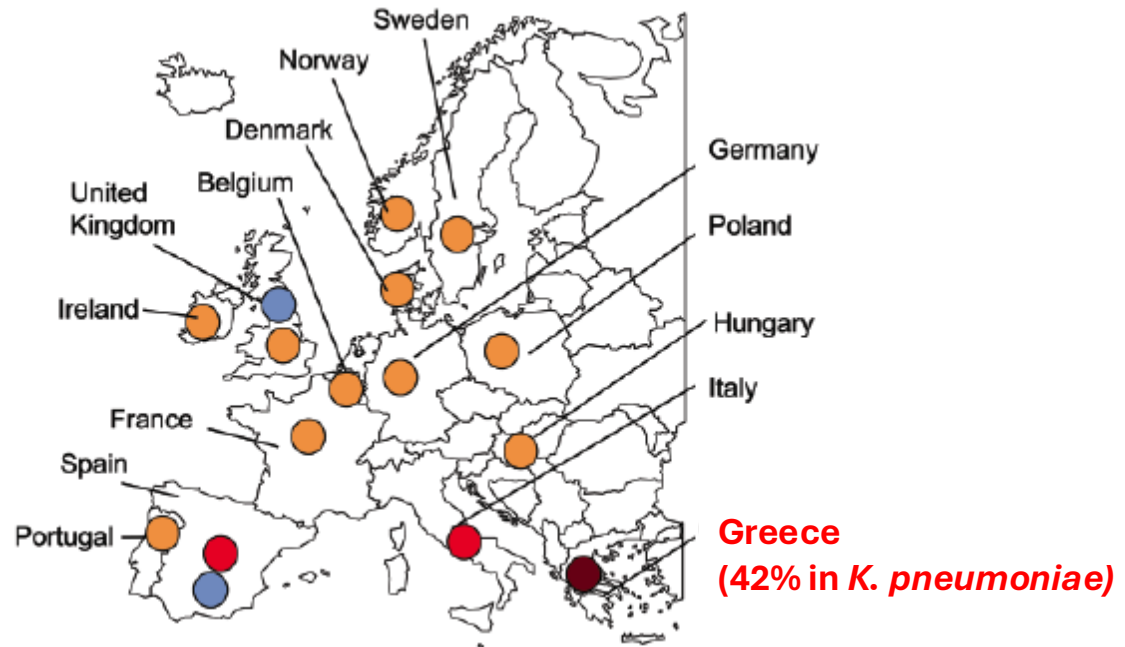 Sweden
Norway
Denmark
Germany
Belgium
United
Kingdom
Poland
Ireland
Hungary
Italy
France
Spain
Portugal
Greece
(42% in K. pneumoniae)